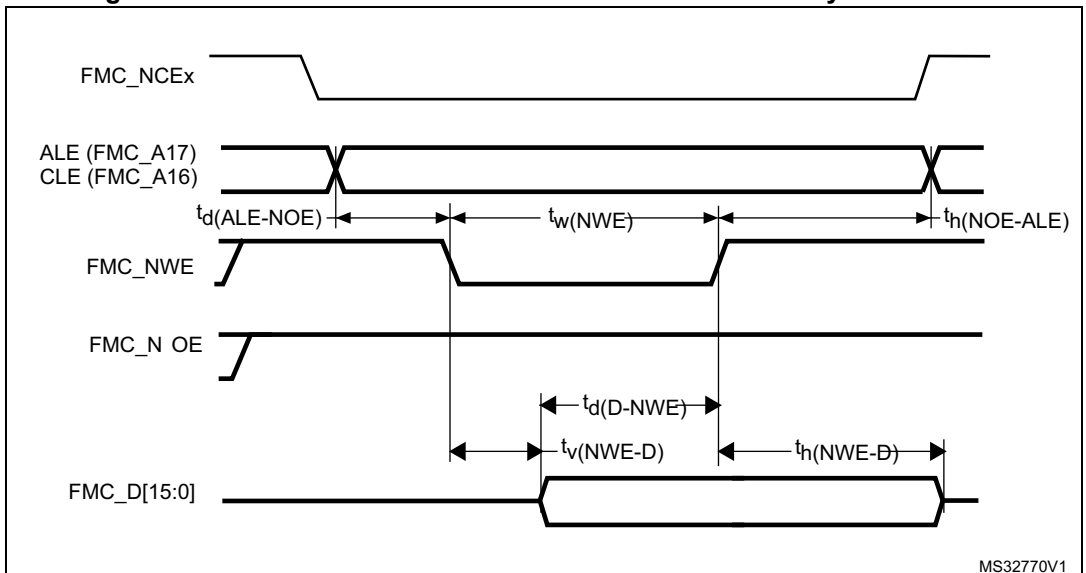 FMC_NCEx
ALE (FMC_A17)
CLE (FMC_A16)
td(ALE-NOE)
tw(NWE)
th(NOE-ALE)
FMC_NWE
FMC_N OE
td(D-NWE)
tv(NWE-D)
th(NWE-D)
FMC_D[15:0]
MS32770V1